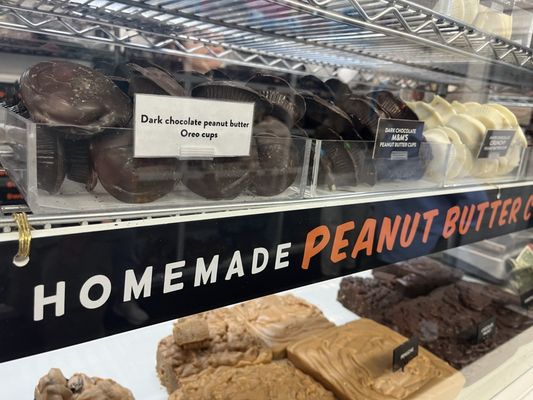 Dark chocolate peanut butter
Oreo cups
DARK CHOCOLATE
M&M'S
PEANUT BUTTER CUPS
HOMEMADE PEANUT BUTTER C